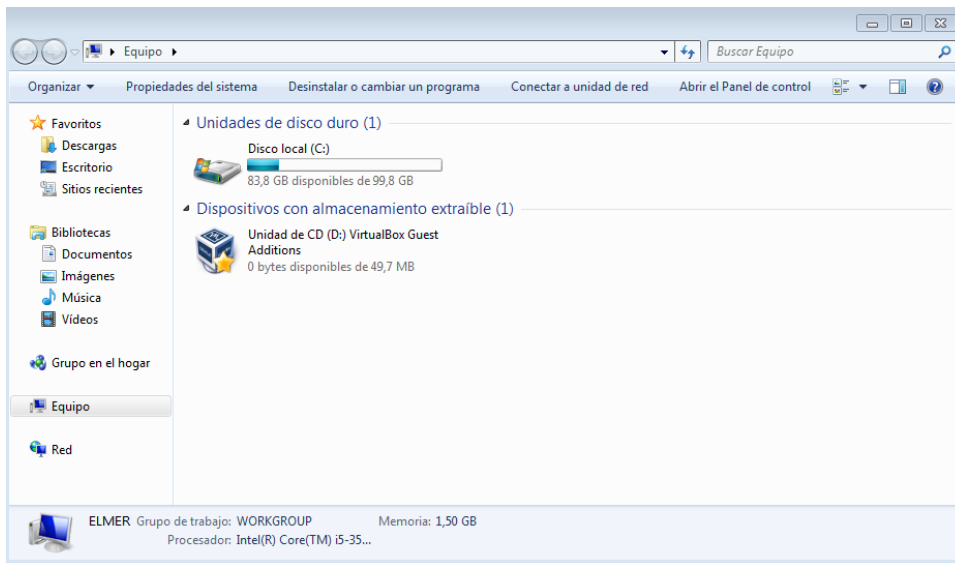 Equipo
Buscar Equipo
Organizar Propiedades del sistema Desinstalar o cambiar un programa Conectar a unidad de red Abrir el Panel de control
Favoritos
Descargas
Escritorio
Sitios recientes
Bibliotecas
Documentos
Imágenes
Música
Vídeos
Grupo en el hogar
Equipo
Red
Unidades de disco duro (1)
Disco local (C:)
83,8 GB disponibles de 99,8 GB
Dispositivos con almacenamiento extraíble (1)
Unidad de CD (D:) VirtualBox Guest
Additions
0 bytes disponibles de 49,7 MB
ELMER Grupo de trabajo: WORKGROUP Memoria: 1,50 GB
Procesador: Intel(R) Core(TM) i5-35...